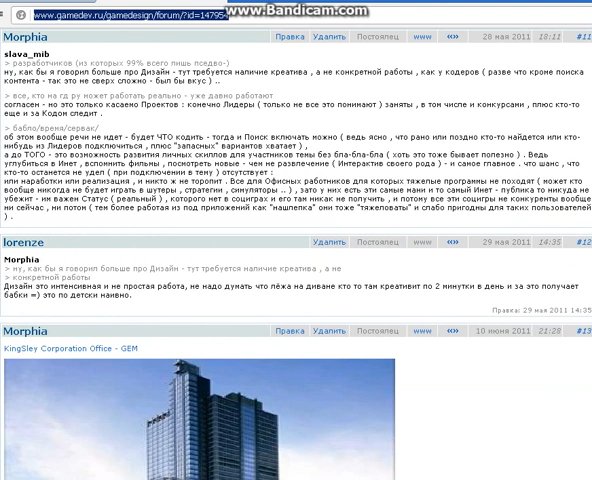 www.gamedev.ru/gamedesign/forum/?id=14795
www.Bandicam.com
Morphia Правка Удалить Постоялец www «»  28 мая 2011 18:11 #11
slava_mib
> разработчиков (из которых 99% всего лишь псевдо-)
ну, как бы я говорил больше про Дизайн - тут требуется наличие креатива , а не конкретной работы , как у кодеров ( разве что кроме поиска
контента - так это не сверх сложно - был бы вкус ) ..
> все, кто на гд ру может работать реально - уже давно работают
согласен - но это только касаемо Проектов : конечно Лидеры ( только не все это понимают ) заняты , в том числе и конкурсами , плюс кто-то
еще и за Кодом следит .
> бабло/время/сервак/
об этом вообще речи не идет - будет ЧТО кодить - тогда и Поиск включать можно ( ведь ясно , что рано или поздно кто-то найдется или кто-
нибудь из Лидеров подключиться , плюс "запасных" вариантов хватает ) ,
а до ТОГО - это возможность развития личных скиллов для участников темы без бла-бла-бла ( хоть это тоже бывает полезно ) . Ведь
углубиться в Инет , вспомнить фильмы , посмотреть новые - чем не развлечение ( Интерактив своего рода ) - и самое главное . что шанс , что
кто-то останется не удел ( при подключении в тему ) отсутствует :
или наработки или реализация , и никто ж не торопит . Все для Офисных работников для которых тяжелые программы не походят ( может кто
вообще никогда не будет играть в шутеры , стратегии , симуляторы .. ) , зато у них есть эти самые мани и то самый Инет - публика то никуда не
убежит - им важен Статус ( реальный ) , которого нет в социграх и его там никак не получить , и потому все эти социгры не конкуренты вообще
ни сейчас , ни потом ( тем более работая из под приложений как "нашлепка" они тоже "тяжеловаты" и слабо пригодны для таких пользователей
) .
lorenze Удалить Постоялец www «» 29 мая 2011 14:35 #12
Morphia
> ну, как бы я говорил больше про Дизайн - тут требуется наличие креатива , а не
> конкретной работы
Дизайн это интенсивная и не простая работа, не надо думать что лёжа на диване кто то там креативит по 2 минутки в день и за это получает
бабки =) это по детски наивно.
Правка: 29 мая 2011 14:35
Morphia Правка Удалить Постоялец www «» 10 июня 2011 21:28 #13
KingSley Corporation Office - GEM